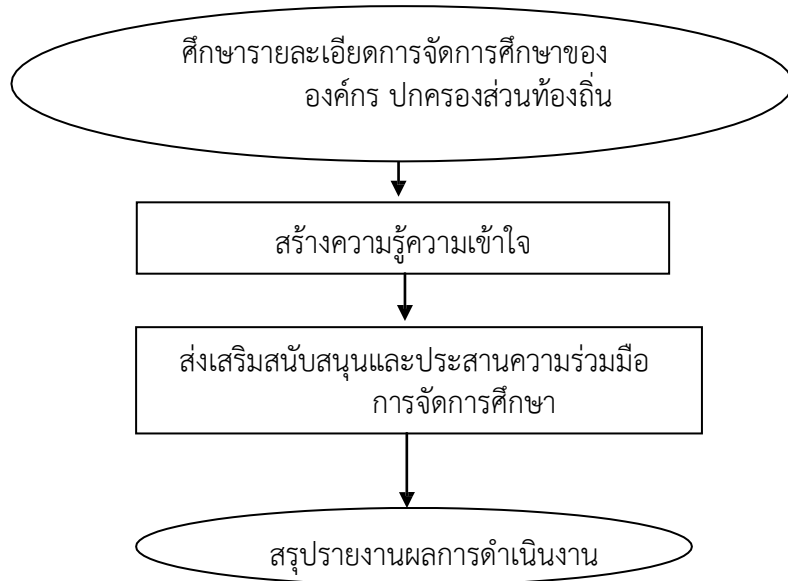 ศึกษารายละเอียดการจัดการศึกษาของ
องค์กร ปกครองส่วนท้องถิ่น
สร้างความรู้ความเข้าใจ
ส่งเสริมสนับสนุนและประสานความร่วมมือ
การจัดการศึกษา
สรุปรายงานผลการดำเนินงาน